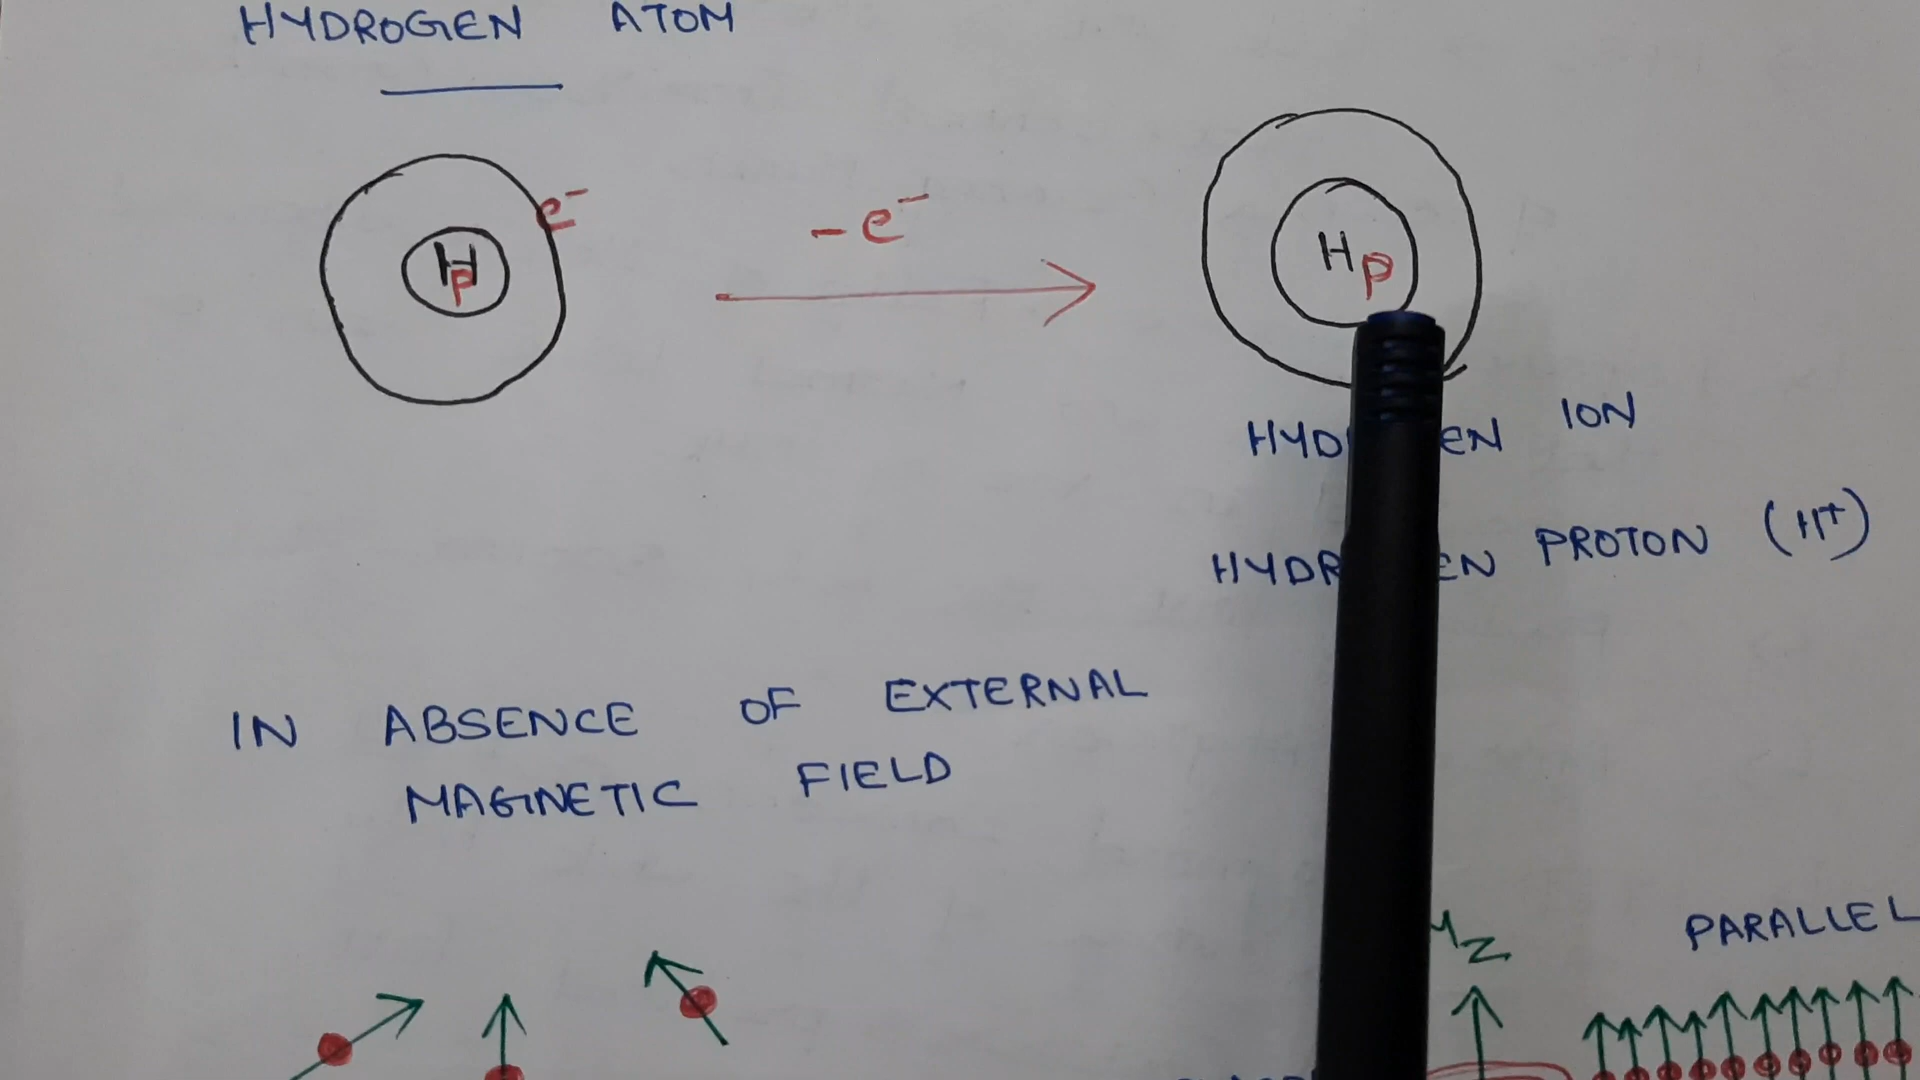 HYDROGEN ATOM
e-
H
P
- e-
H P
ION
PROTON (H+)
IN ABSENCE OF EXTERNAL
MAGNETIC FIELD
PARALLEL